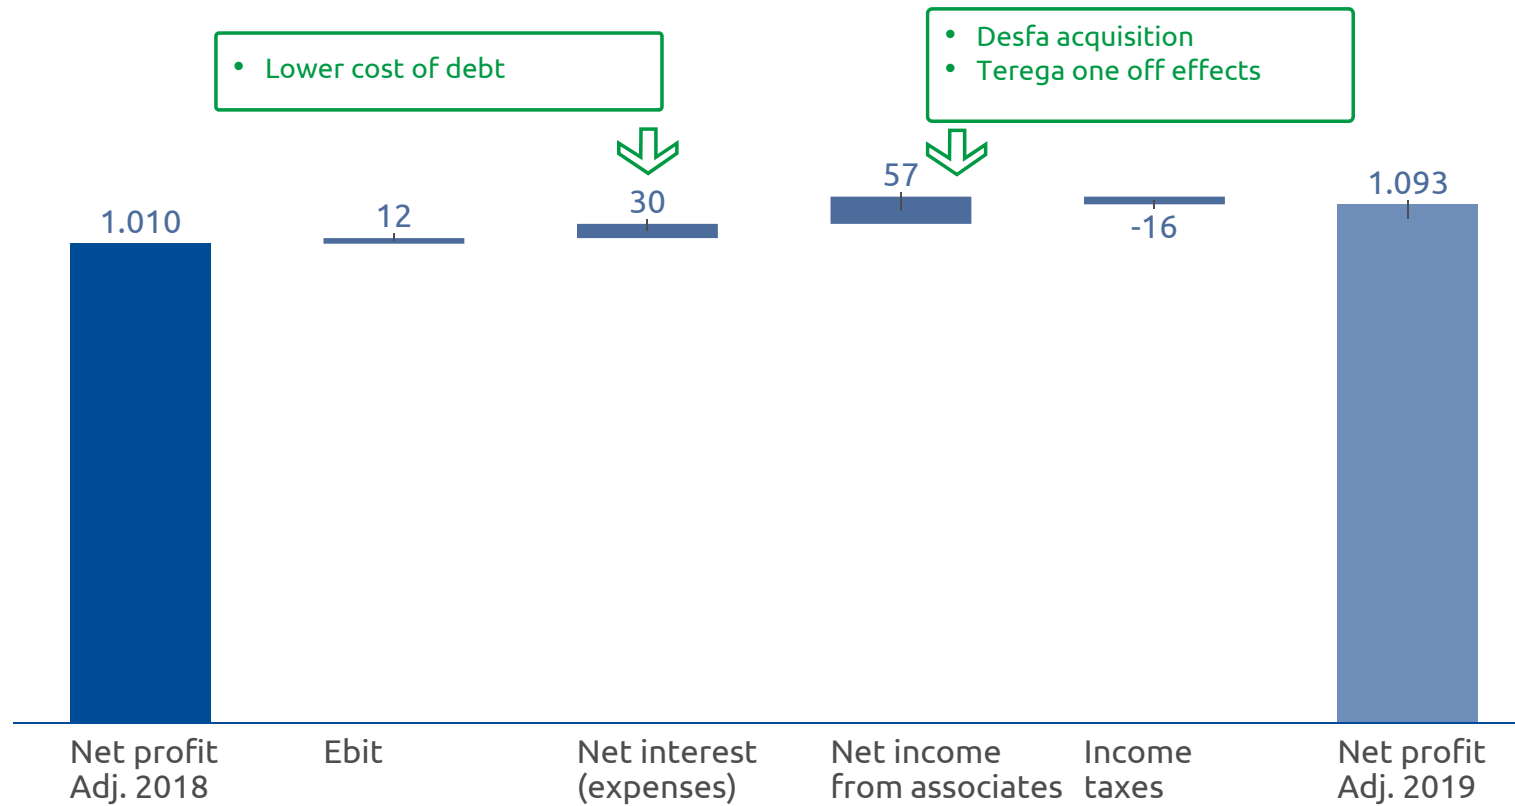 • Lower cost of debt
• Desfa acquisition
• Terega one off effects
1.010
12
30
57
-16
1.093
Net profit
Adj. 2018
Ebit
Net interest
(expenses)
Net income
from associates
Income
taxes
Net profit
Adj. 2019